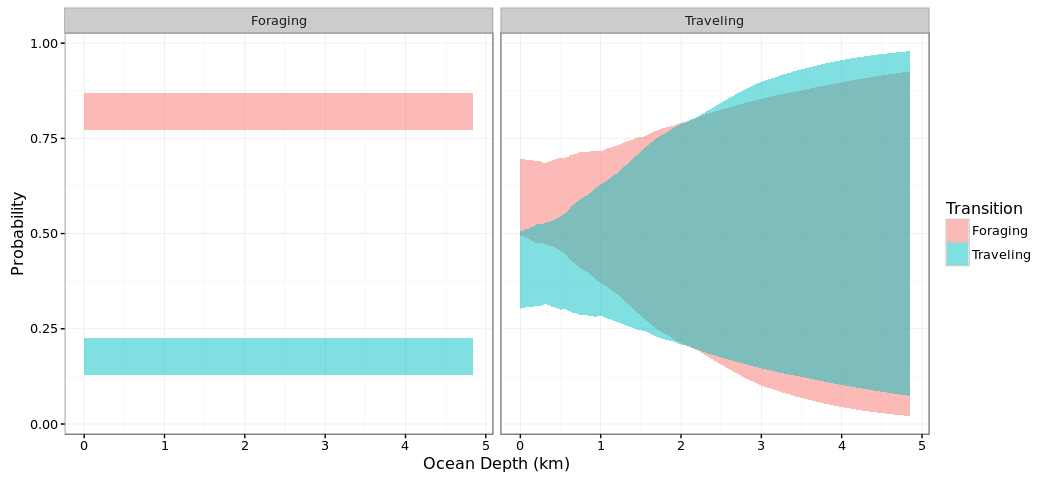 Foraging
Traveling
Probability
1.00
0.75
0.50
0.25
0.00
0 1 2 3 4 5
0 1 2 3 4 5
Ocean Depth (km)
Transition
Foraging
Traveling